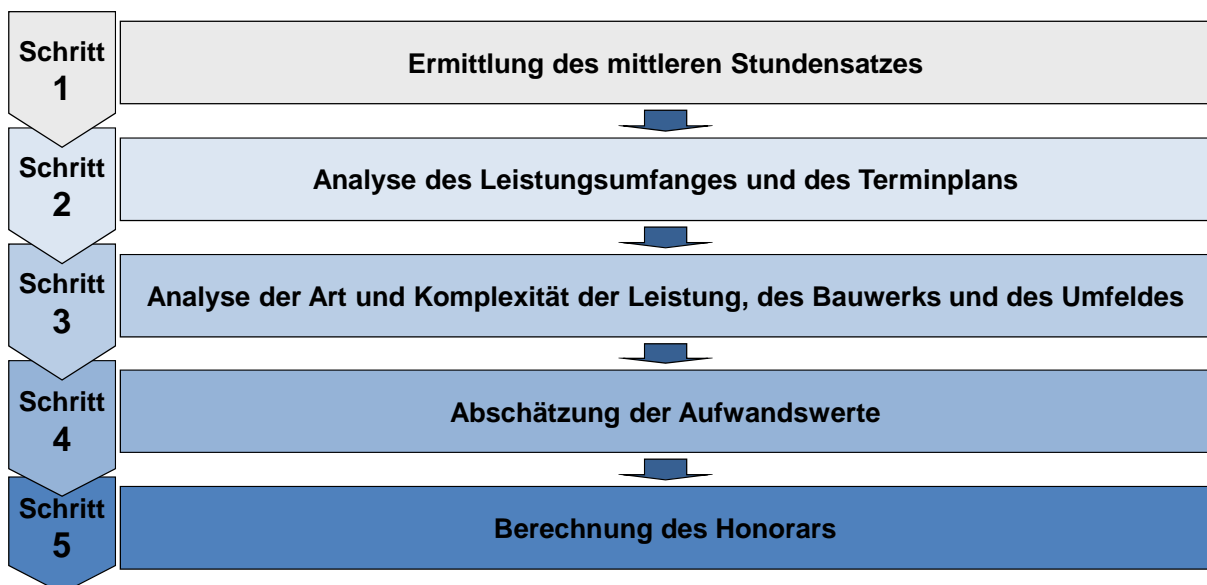 Schritt
1
Ermittlung des mittleren Stundensatzes
Schritt
2
Analyse des Leistungsumfanges und des Terminplans
Schritt
3
Analyse der Art und Komplexität der Leistung, des Bauwerks und des Umfeldes
Schritt
4
Abschätzung der Aufwandswerte
Schritt
5
Berechnung des Honorars